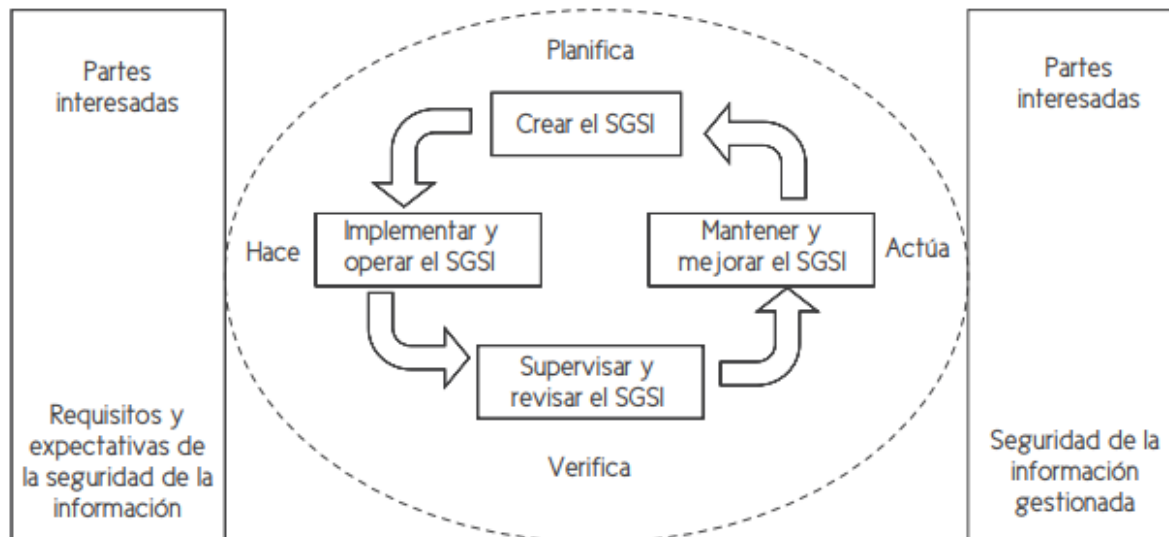 Partes
interesadas
Requisitos y
expectativas de
la seguridad de la
información
Planifica
Crear el SGSI
Hace
Implementar y
operar el SGSI
Mantener y
mejorar el SGSI
Actúa
Supervisar y
revisar el SGSI
Verifica
Partes
interesadas
Seguridad de la
información
gestionada